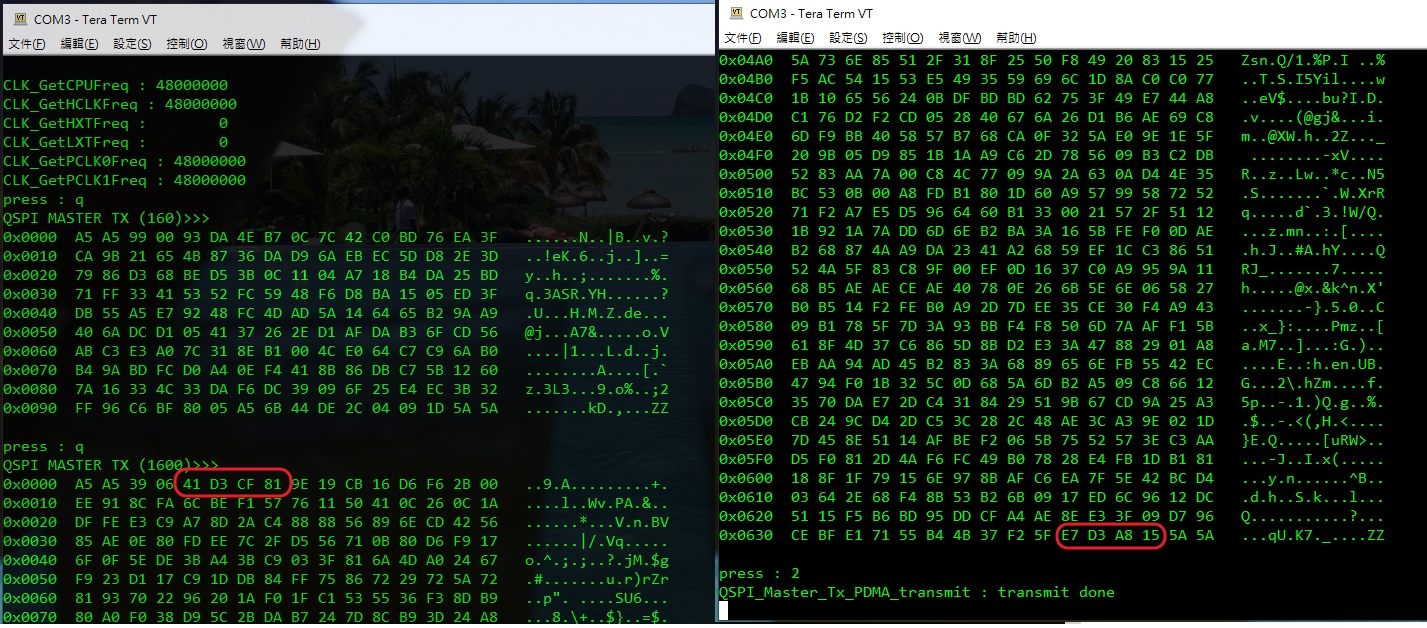 COM3 - Tera Term VT
文件(F) 編輯(E) 設定(S) 控制(O) 視窗(W) 幫助(H)
CLK_GetCPUFreq : 48000000
CLK_GetHCLKFreq : 48000000
CLK_GetHXTFreq :        0
CLK_GetLXTFreq :        0
CLK_GetPCLK0Freq : 48000000
CLK_GetPCLK1Freq : 48000000
press : q
QSPI MASTER TX (160)>>>
0x0000  A5 A5 99 00 93 DA 4E B7 0C 7C 42 C0 BD 76 EA 3F   ......N..|B..v.?
0x0010  CA 9B 21 65 4B 87 36 DA D9 6A EB EC 5D D8 2E 3D   ..!eK.6..j..]..=
0x0020  79 86 D3 68 BE D5 3B 0C 11 04 A7 18 B4 DA 25 BD   y..h..;.......%.
0x0030  71 FF 33 41 53 52 FC 59 48 F6 D8 BA 15 05 ED 3F   q.3ASR.YH......?
0x0040  DB 55 A5 E7 92 48 FC 4D AD 5A 14 64 65 B2 9A A9   .U...H.M.Z.de...
0x0050  40 6A DC D1 05 41 37 26 2E D1 AF DA B3 6F CD 56   @j...A7&.....o.V
0x0060  AB C3 E3 A0 7C 31 8E B1 00 4C E0 64 C7 C9 6A B0   ....|1...L.d..j.
0x0070  B4 9A BD FC D0 A4 0E F4 41 8B 86 DB C7 5B 12 60   ........A....[.`
0x0080  7A 16 33 4C 33 DA F6 DC 39 09 6F 25 E4 EC 3B 32   z.3L3...9.o%..;2
0x0090  FF 96 C6 BF 80 05 A5 6B 44 DE 2C 04 09 1D 5A 5A   .......kD.,...ZZ
press : q
QSPI MASTER TX (1600)>>>
0x0000  A5 A5 39 06 41 D3 CF 81 9E 19 CB 16 D6 F6 2B 00   ..9.A.........+.
0x0010  EE 91 8C FA 6C BE F1 57 76 11 50 41 0C 26 0C 1A   ....l..Wv.PA.&..
0x0020  DF FE E3 C9 A7 8D 2A C4 88 88 56 89 6E CD 42 56   ......*...V.n.BV
0x0030  85 AE 0E 80 FD EE 7C 2F D5 56 71 0B 80 D6 F9 17   ......|/.Vq.....
0x0040  6F 0F 5E DE 3B A4 3B C9 03 3F 81 6A 4D A0 24 67   o.^.;.;..?.jM.$g
0x0050  F9 23 D1 17 C9 1D DB 84 FF 75 86 72 29 72 5A 72   .#.......u.r)rZr
0x0060  81 93 70 22 96 20 1A F0 1F C1 53 55 36 F3 8D B9   ..p". ....SU6...
0x0070  80 A0 F0 38 D9 5C 2B DA B7 24 7D 8C B9 3D 24 A8   ...8.\+..$}..=$.
COM3 - Tera Term VT
文件(F) 編輯(E) 設定(S) 控制(O) 視窗(W) 幫助(H)
0x04A0  5A 73 6E 85 51 2F 31 8F 25 50 F8 49 20 83 15 25   Zsn.Q/1.%P.I ..%
0x04B0  F5 AC 54 15 53 E5 49 35 59 69 6C 1D 8A C0 C0 77   ..T.S.I5Yil....w
0x04C0  1B 10 65 56 24 0B DF BD BD 62 75 3F 49 E7 44 A8   ..eV$....bu?I.D.
0x04D0  C1 76 D2 F2 CD 05 28 40 67 6A 26 D1 B6 AE 69 C8   .v....(@gj&...i.
0x04E0  6D F9 BB 40 58 57 B7 68 CA 0F 32 5A E0 9E 1E 5F   m..@XW.h..2Z..._
0x04F0  20 9B 05 D9 85 1B 1A A9 C6 2D 78 56 09 B3 C2 DB    ........-xV....
0x0500  52 83 AA 7A 00 C8 4C 77 09 9A 2A 63 0A D4 4E 35   R..z..Lw..*c..N5
0x0510  BC 53 0B 00 A8 FD B1 80 1D 60 A9 57 99 58 72 52   .S.......`.W.XrR
0x0520  71 F2 A7 E5 D5 96 64 60 B1 33 00 21 57 2F 51 12   q.....d`.3.!W/Q.
0x0530  1B 92 1A 7A DD 6D 6E B2 BA 3A 16 5B FE F0 0D AE   ...z.mn..:.[....
0x0540  B2 68 87 4A A9 DA 23 41 A2 68 59 EF 1C C3 86 51   .h.J..#A.hY....Q
0x0550  52 4A 5F 83 C8 9F 00 EF 0D 16 37 C0 A9 95 9A 11   RJ_.......7.....
0x0560  68 B5 AE AE CE AE 40 78 0E 26 6B 5E 6E 06 58 27   h.....@x.&k^n.X'
0x0570  B0 B5 14 F2 FE B0 A9 2D 7D EE 35 CE 30 F4 A9 43   .......-}.5.0..C
0x0580  09 B1 78 5F 7D 3A 93 BB F4 F8 50 6D 7A AF F1 5B   ..x_}:....Pmz..[
0x0590  61 8F 4D 37 C6 86 5D 8B D2 E3 3A 47 88 29 01 A8   a.M7..]...:G.)..
0x05A0  EB AA 94 AD 45 B2 83 3A 68 89 65 6E FB 55 42 EC   ....E..:h.en.UB.
0x05B0  47 94 F0 1B 32 5C 0D 68 5A 6D B2 A5 09 C8 66 12   G...2\.hZm....f.
0x05C0  35 70 DA E7 2D C4 31 84 29 51 9B 67 CD 9A 25 A3   5p..-.1.)Q.g..%.
0x05D0  CB 24 9C D4 2D C5 3C 28 2C 48 AE 3C A3 9E 02 1D   .$..-.<(,H.<....
0x05E0  7D 45 8E 51 14 AF BE F2 06 5B 75 52 57 3E C3 AA   }E.Q.....[uRW>..
0x05F0  D5 F0 81 2D 4A F6 FC 49 B0 78 28 E4 FB 1D B1 81   ...-J..I.x(.....
0x0600  18 8F 1F 79 15 6E 97 8B AF C6 EA 7F 5E 42 BC D4   ...y.n......^B..
0x0610  03 64 2E 68 F4 8B 53 B2 6B 09 17 ED 6C 96 12 DC   .d.h..S.k...l...
0x0620  51 15 F5 B6 BD 95 DD CF A4 AE 8E E3 3F 09 D7 96   Q...........?...
0x0630  CE BF E1 71 55 B4 4B 37 F2 5F E7 D3 A8 15 5A 5A   ...qU.K7._....ZZ
press : 2
QSPI_Master_Tx_PDMA_transmit : transmit done